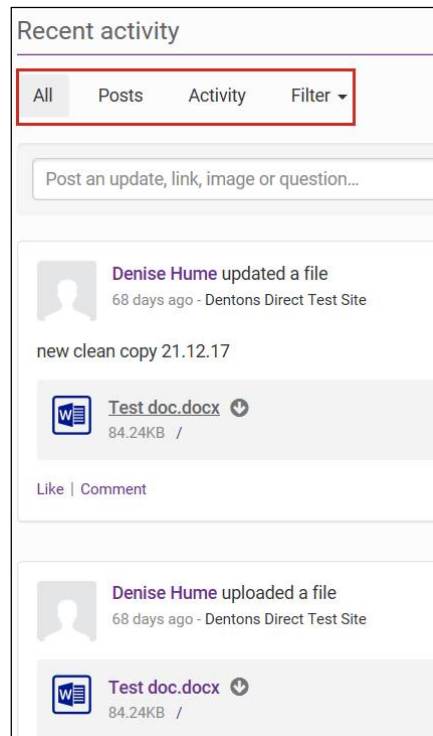 Recent activity
All Posts Activity Filter
Post an update, link, image or question...
Denise Hume updated a file
68 days ago - Dentons Direct Test Site
new clean copy 21.12.17
Test doc.docx
84.24KB /
Like | Comment
Denise Hume uploaded a file
68 days ago - Dentons Direct Test Site
Test doc.docx
84.24KB /